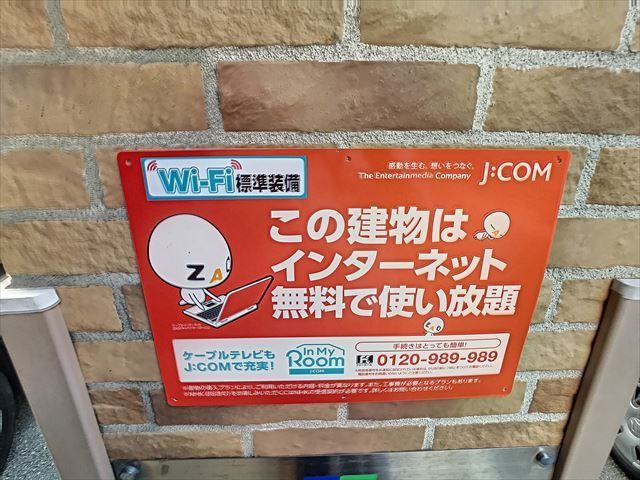 Wi-Fi 標準装備
感動を生む。想いをつなぐ。
The Entertainmedia Company
J:COM
この建物は
インターネット
無料で使い放題
ZAQ
ケーブルテレビも
J:COMで充実!
In My
Room
J:COM
手続きはとっても簡単!
0120-989-989